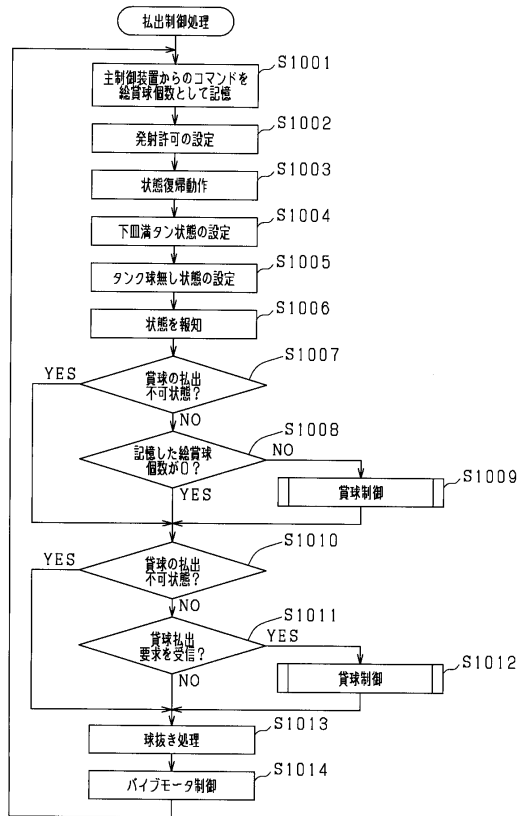 払出制御処理
主制御装置からのコマンドを
総賞球個数として記憶
S1001
発射許可の設定
S1002
状態復帰動作
S1003
下皿満タン状態の設定
S1004
タンク球無し状態の設定
S1005
状態を報知
S1006
賞球の払出
不可状態?
S1007
YES
NO
記憶した総賞球
個数が0?
S1008
NO
YES
賞球制御
S1009
貸球の払出
不可状態?
S1010
YES
NO
貸球払出
要求を受信?
S1011
YES
NO
貸球制御
S1012
球抜き処理
S1013
バイブモータ制御
S1014